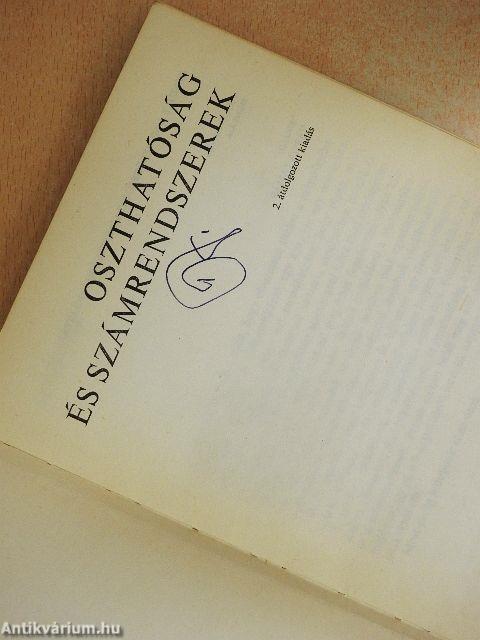 OSZTHATÓSÁG
ÉS SZÁMRENDSZEREK
2. átdolgozott kiadás
Antikvárium.hu